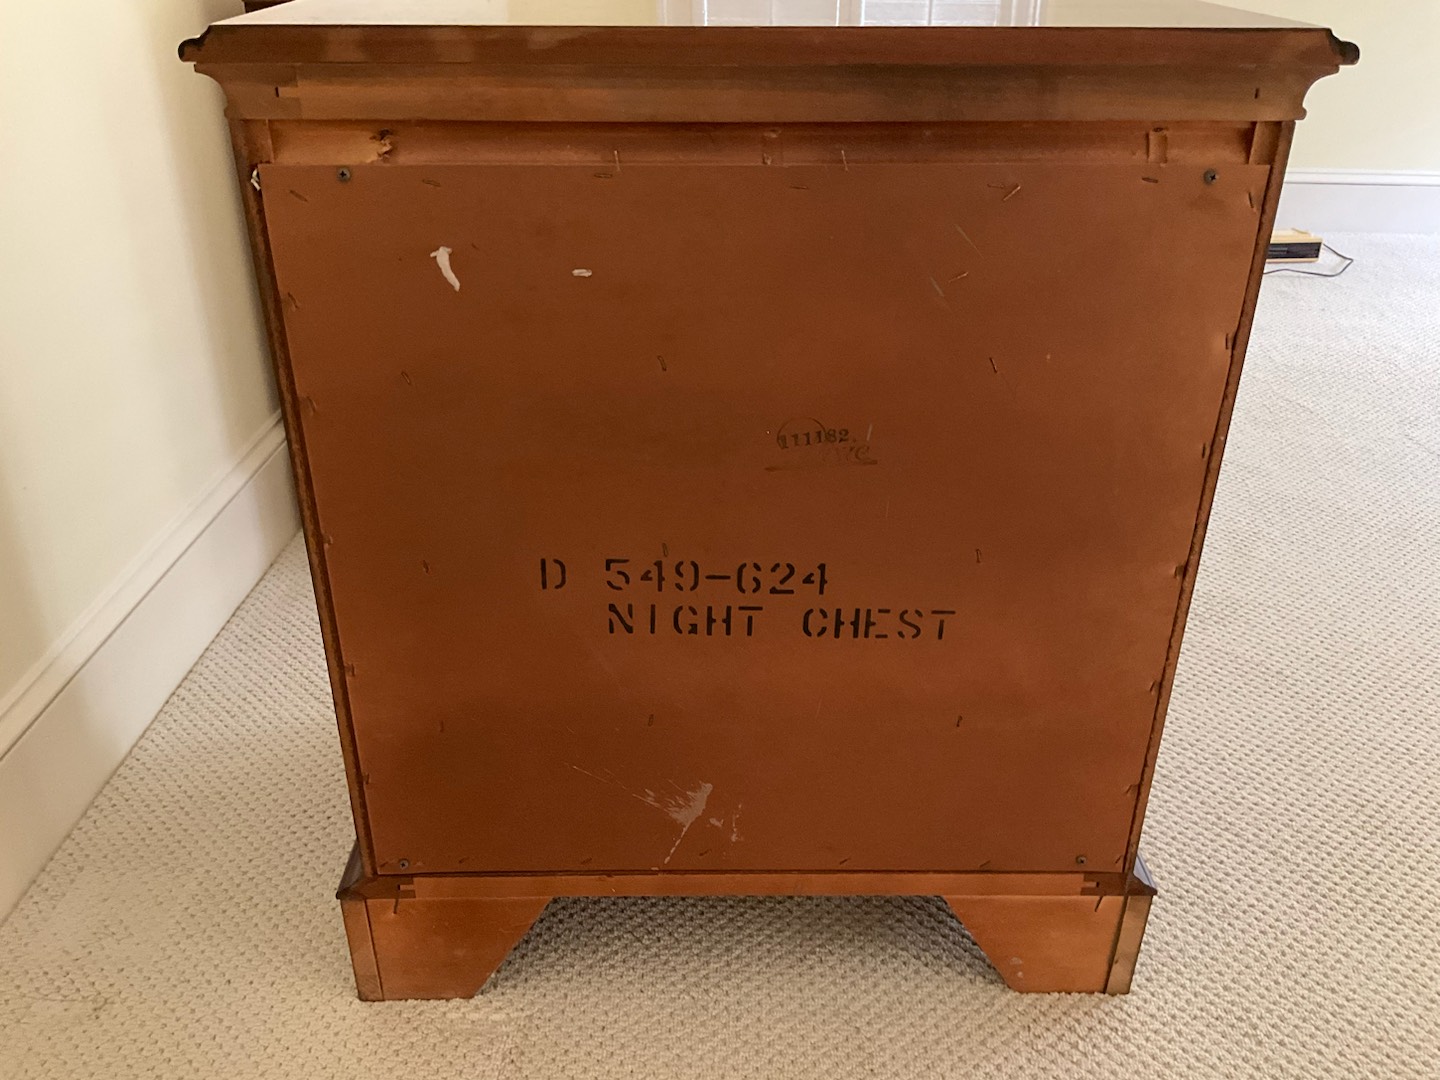 111182.
D 549-624
NIGHT CHEST